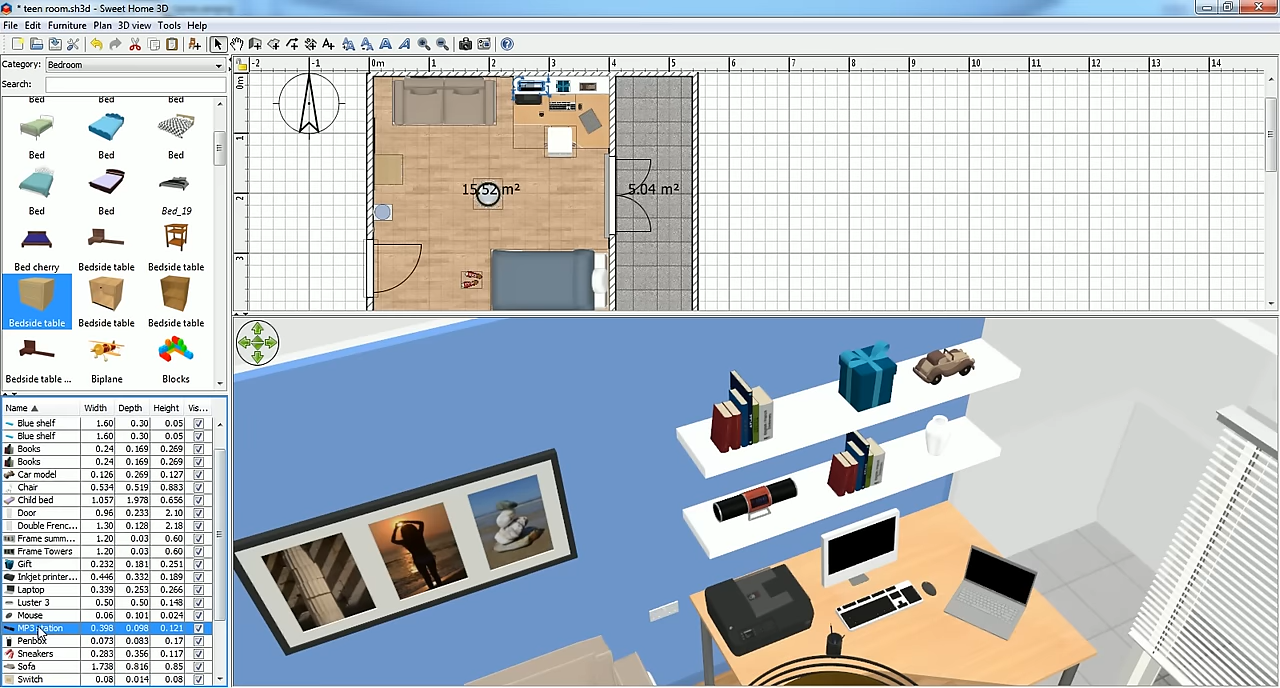 * teen room.sh3d - Sweet Home 3D
File Edit Furniture Plan 3D view Tools Help
Category: Bedroom
Search:
Bed Bed Bed
Bed Bed Bed
Bed Bed Bed_19
Bed cherry Bedside table Bedside table
Bedside table Bedside table Bedside table
Bedside table ... Biplane Blocks
-2 -1 0m 1 2 3 4 5 6 7 8 9 10 11 12 13 14
0m
1
2
3
15.52 m² 5.04 m²
Name Width Depth Height Vis...
Blue shelf 1.60 0.30 0.05
Blue shelf 1.60 0.30 0.05
Books 0.24 0.169 0.269
Books 0.24 0.169 0.269
Car model 0.126 0.269 0.127
Chair 0.534 0.519 0.883
Child bed 1.057 1.978 0.656
Door 0.96 0.233 2.10
Double Frenc... 1.30 0.128 2.18
Frame summ... 1.20 0.03 0.60
Frame Towers 1.20 0.03 0.60
Gift 0.232 0.181 0.251
Inkjet printer... 0.446 0.332 0.189
Laptop 0.339 0.253 0.266
Luster 3 0.50 0.50 0.148
Mouse 0.06 0.101 0.024
MP3 station 0.398 0.098 0.121
Penbox 0.073 0.083 0.17
Sneakers 0.283 0.356 0.117
Sofa 1.738 0.816 0.85
Switch 0.08 0.014 0.08